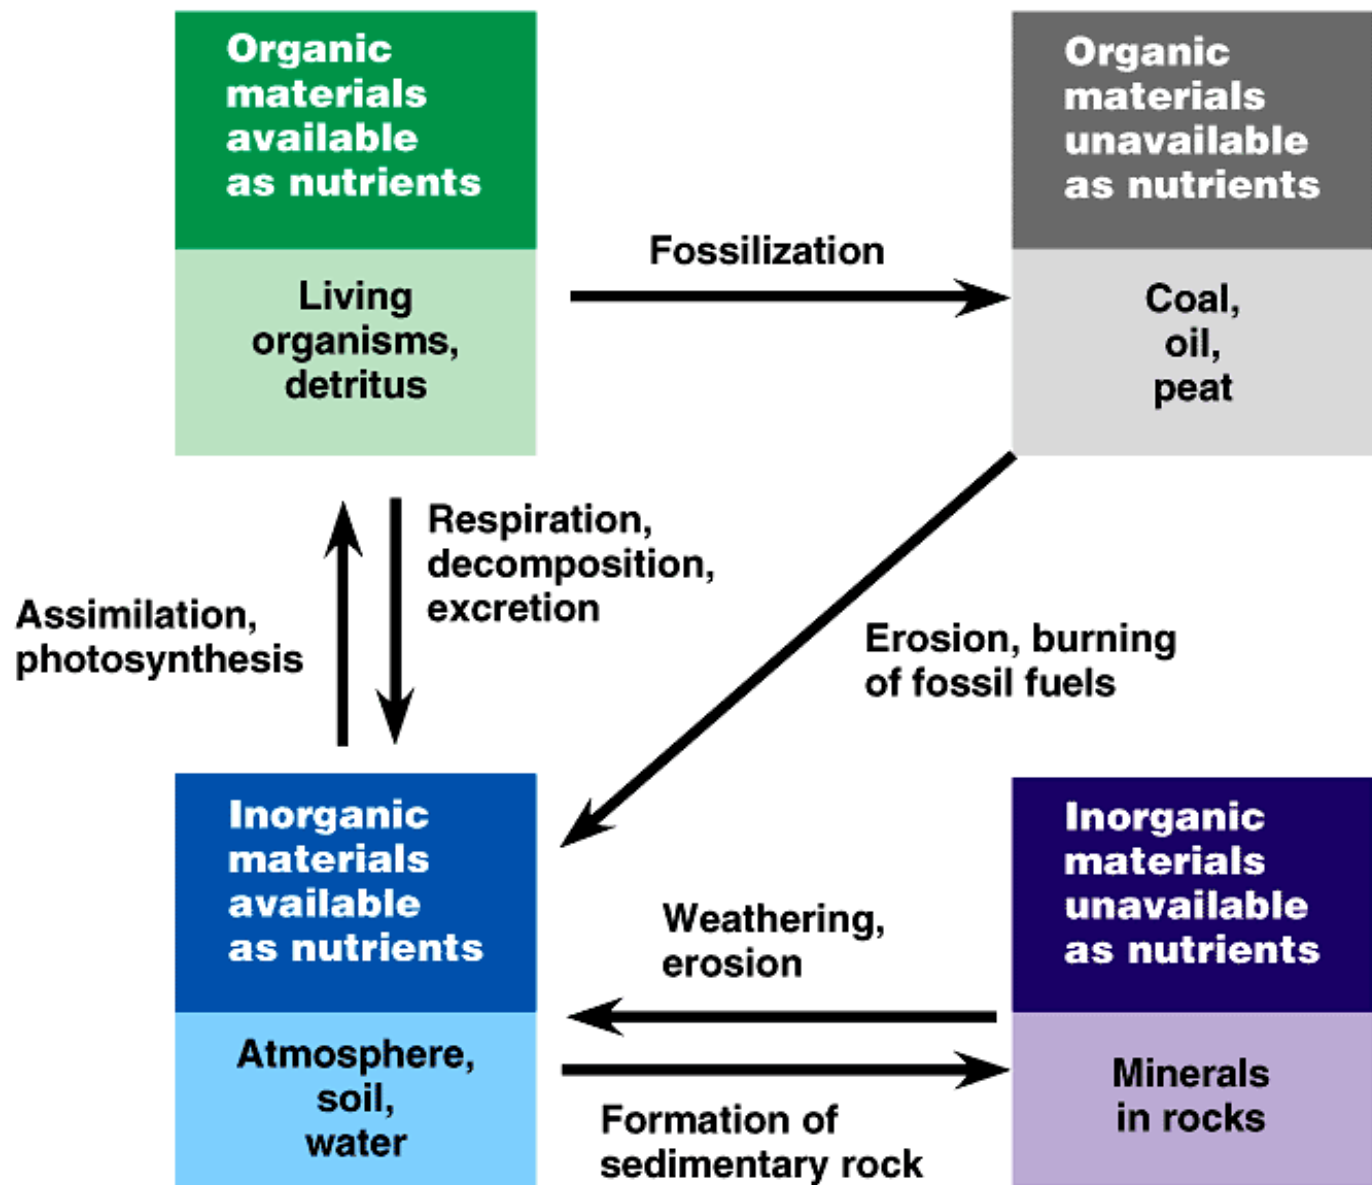 Organic
materials
available
as nutrients
Living
organisms,
detritus
Fossilization
Organic
materials
unavailable
as nutrients
Coal,
oil,
peat
Assimilation,
photosynthesis
Respiration,
decomposition,
excretion
Erosion, burning
of fossil fuels
Inorganic
materials
available
as nutrients
Atmosphere,
soil,
water
Weathering,
erosion
Formation of
sedimentary rock
Inorganic
materials
unavailable
as nutrients
Minerals
in rocks